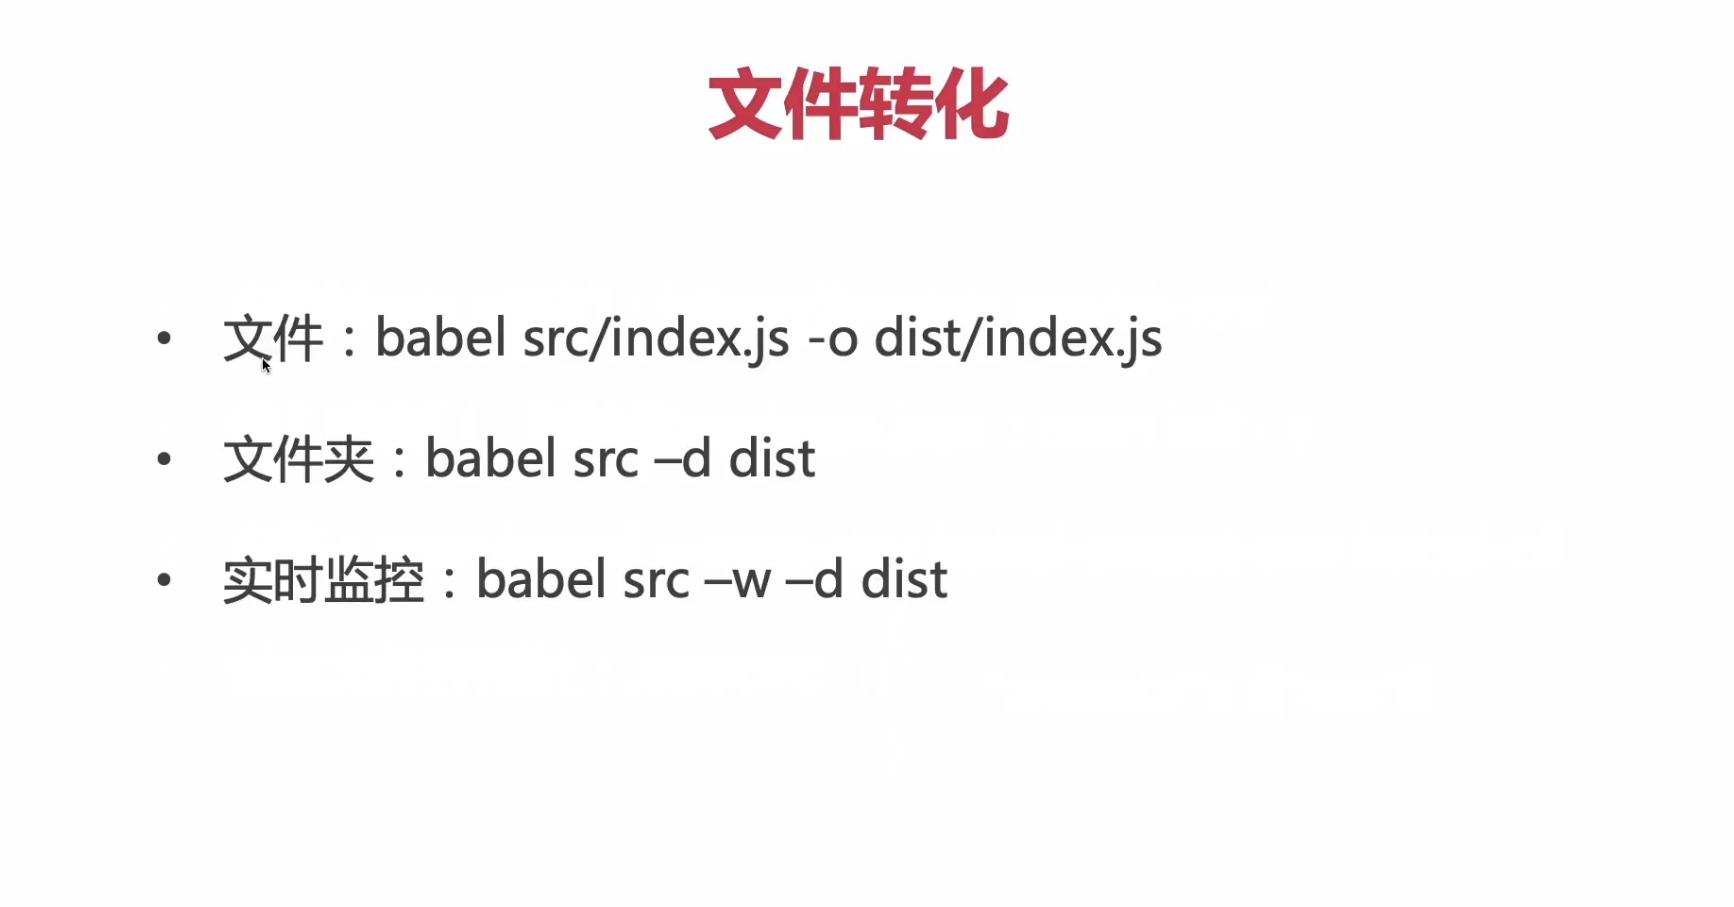 文件转化
• 文件：babel src/index.js -o dist/index.js
• 文件夹：babel src –d dist
• 实时监控：babel src –w –d dist